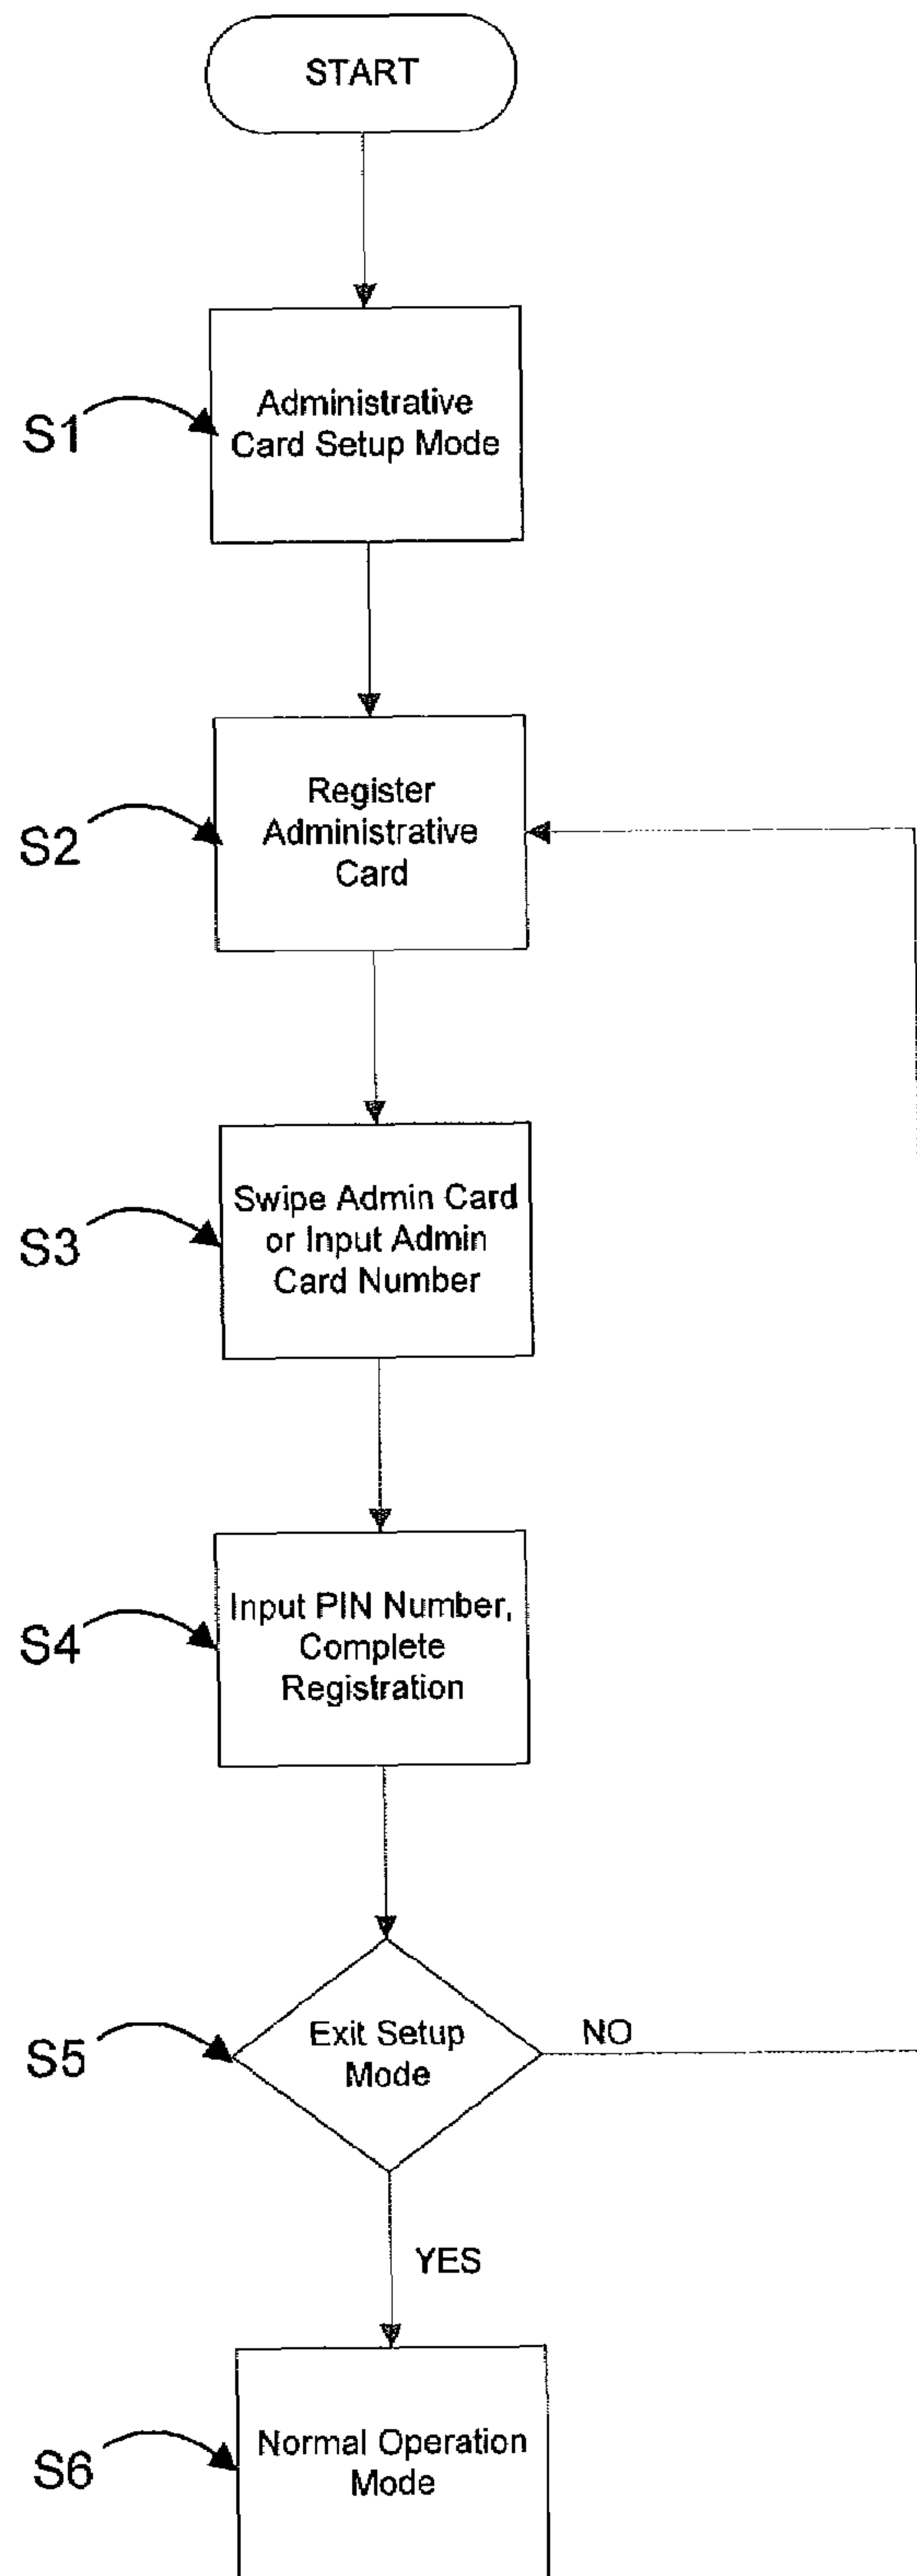 START
S1
Administrative
Card Setup Mode
S2
Register
Administrative
Card
S3
Swipe Admin Card
or Input Admin
Card Number
S4
Input PIN Number,
Complete
Registration
S5
Exit Setup
Mode
NO
YES
S6
Normal Operation
Mode